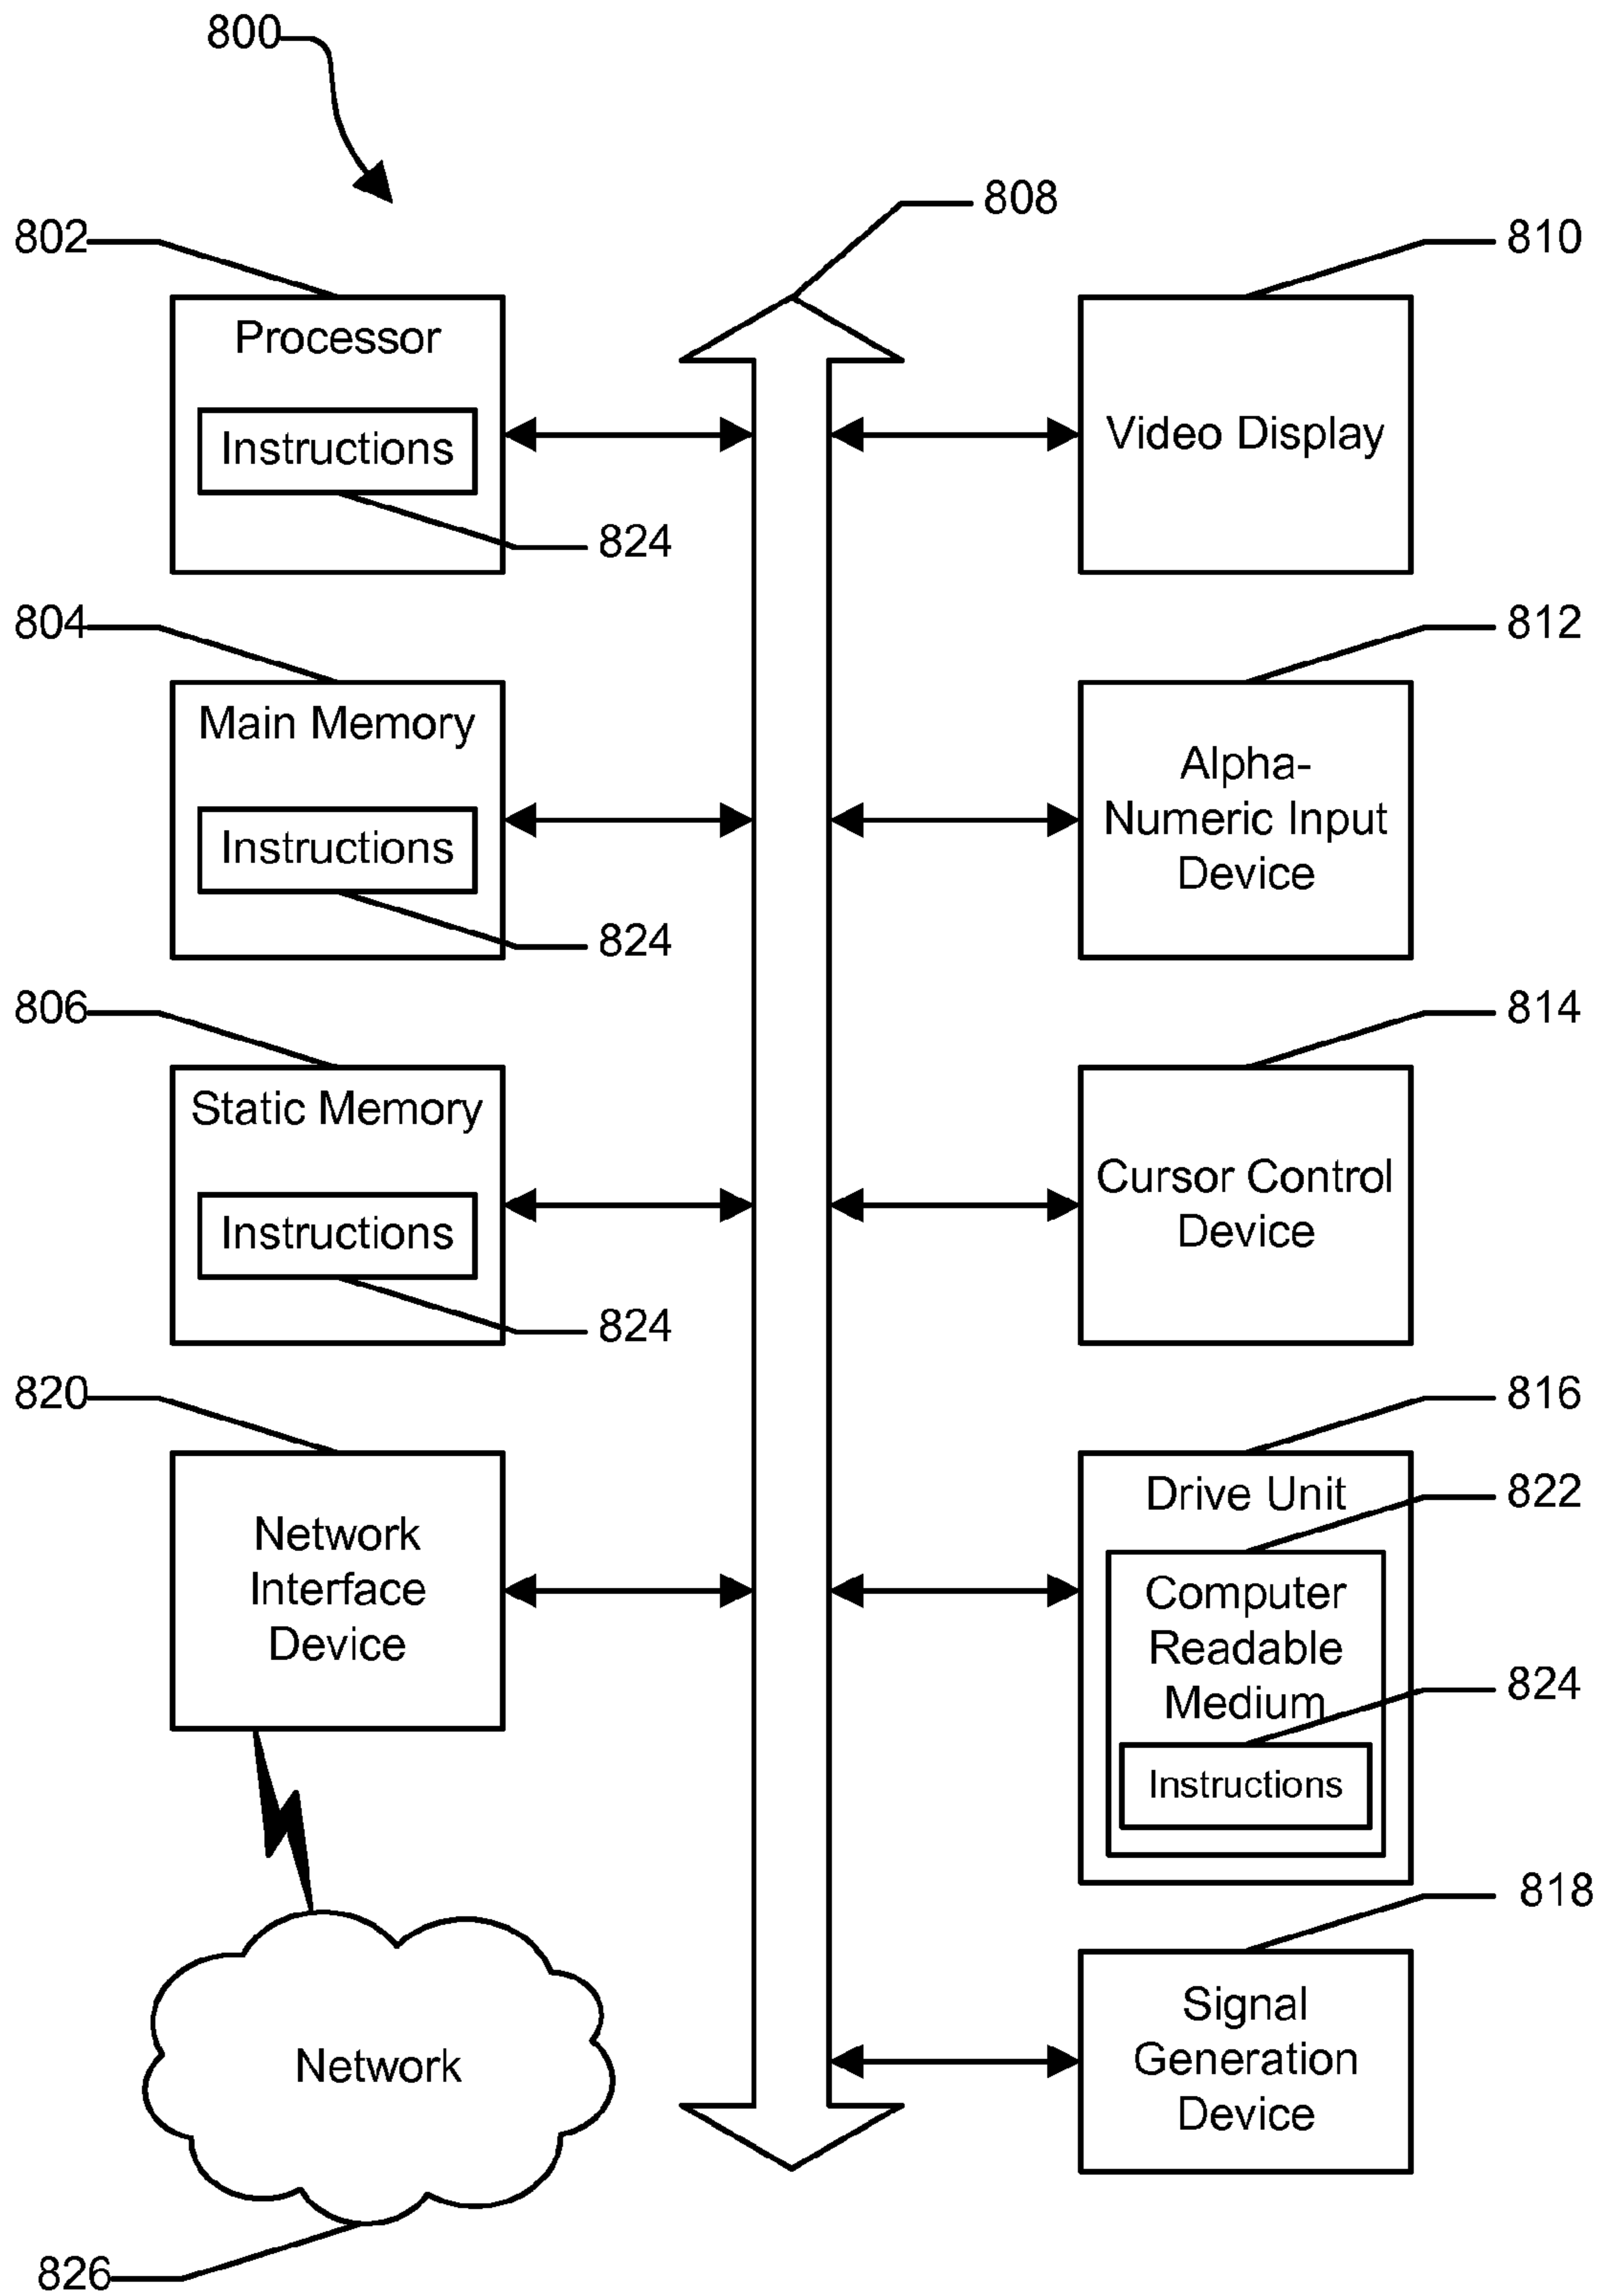 800
808
802
810
Processor
Instructions
824
Video Display
804
812
Main Memory
Instructions
824
Alpha-
Numeric Input
Device
806
814
Static Memory
Instructions
824
Cursor Control
Device
820
816
Network
Interface
Device
Drive Unit
822
Computer
Readable
Medium
824
Instructions
818
Signal
Generation
Device
Network
826